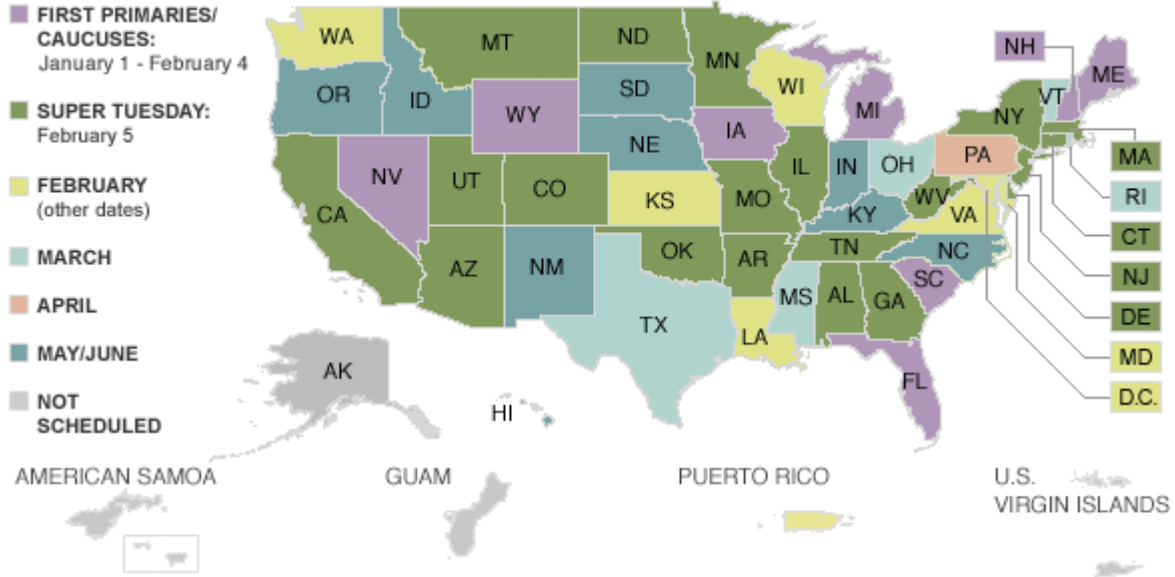 FIRST PRIMARIES/
CAUCUSES:
January 1 - February 4
SUPER TUESDAY:
February 5
FEBRUARY
(other dates)
MARCH
APRIL
MAY/JUNE
NOT
SCHEDULED
WA
MT
ND
MN
NH
ME
OR
ID
SD
WI
MI
VT
NY
WY
IA
NE
PA
MA
NV
UT
CO
KS
MO
IL
IN
OH
WV
VA
RI
CA
KY
CT
AZ
NM
OK
AR
TN
NC
SC
NJ
TX
MS
AL
GA
DE
LA
MD
AK
FL
D.C.
HI
AMERICAN SAMOA
GUAM
PUERTO RICO
U.S.
VIRGIN ISLANDS